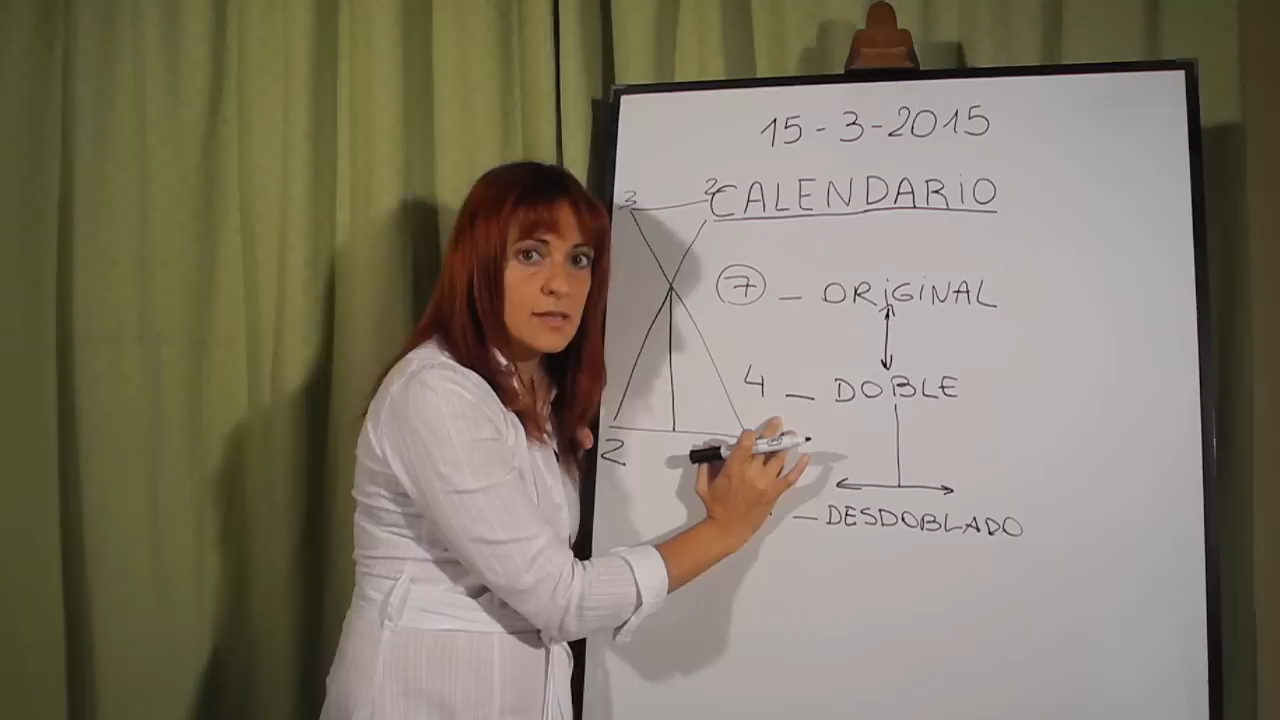 15-3-2015
3 2 CALENDARIO
7 - ORiGiNAL
4 - DOBLE
2
- DESDOBLADO